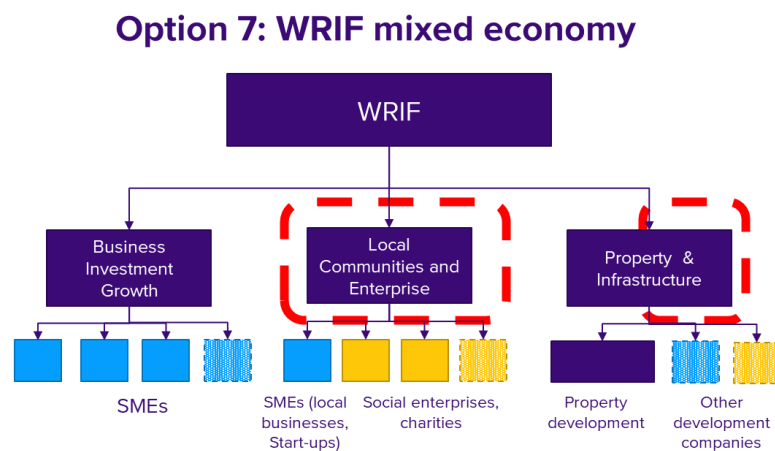 Option 7: WRIF mixed economy
WRIF
Business
Investment
Growth
Local
Communities and
Enterprise
Property & 
Infrastructure
SMEs
SMEs (local
businesses,
Start-ups)
Social enterprises,
charities
Property
development
Other
development
companies